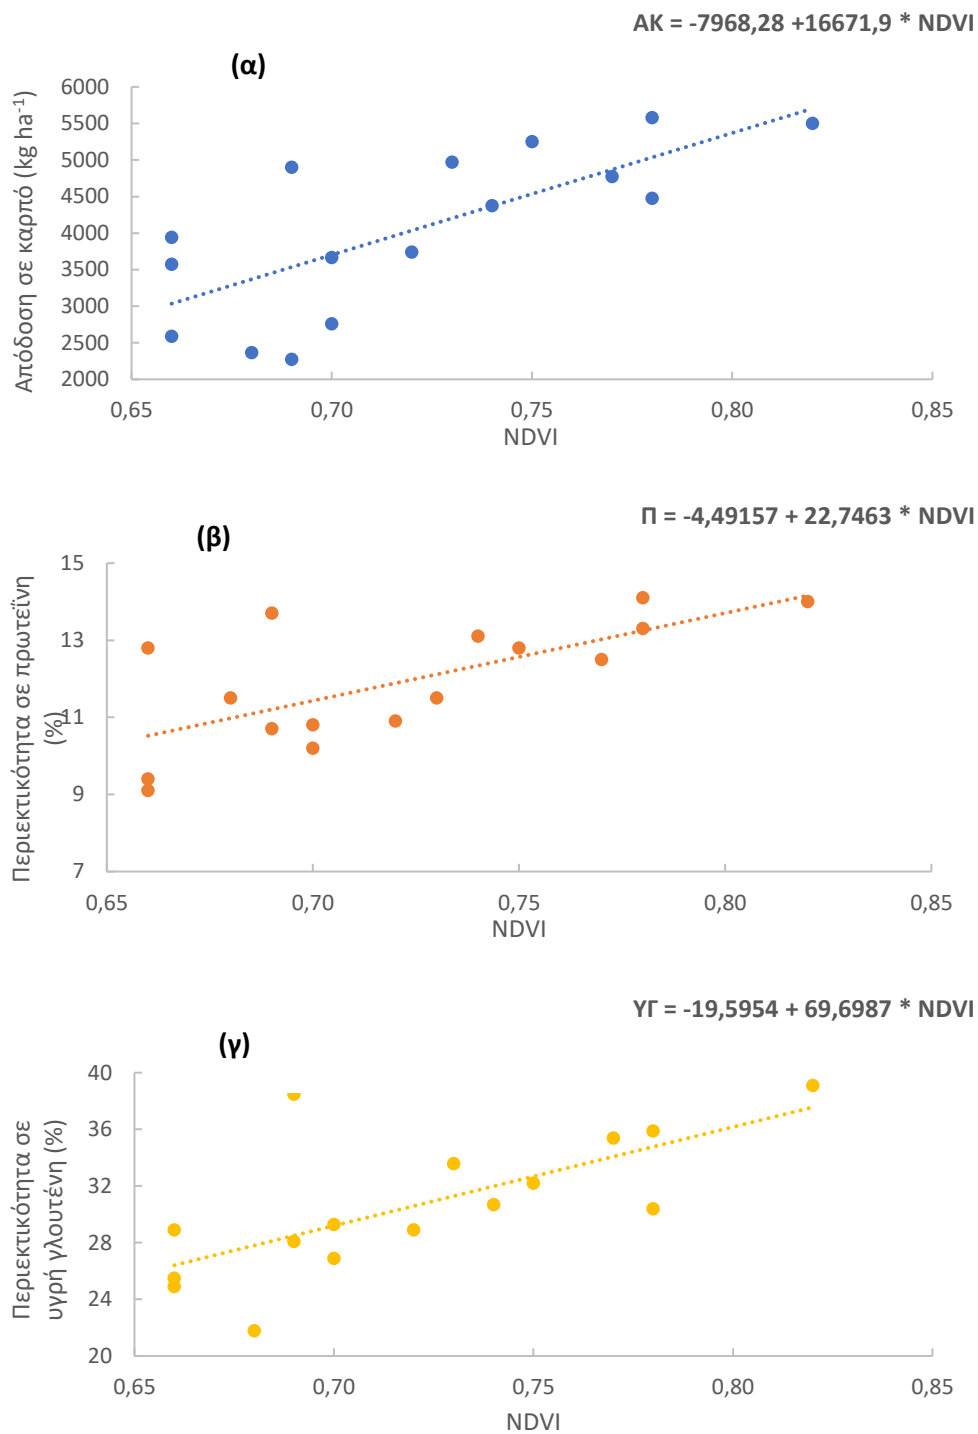 ΑΚ = -7968,28 +16671,9 * NDVI
(α)
Απόδοση σε καρπό (kg ha⁻¹)
6000
5500
5000
4500
4000
3500
3000
2500
2000
0,65 0,70 0,75 0,80 0,85
NDVI
Π = -4,49157 + 22,7463 * NDVI
(β)
Περιεκτικότητα σε πρωτεΐνη
(%)
15
13
11
9
7
0,65 0,70 0,75 0,80 0,85
NDVI
ΥΓ = -19,5954 + 69,6987 * NDVI
(γ)
Περιεκτικότητα σε
υγρή γλουτένη (%)
40
36
32
28
24
20
0,65 0,70 0,75 0,80 0,85
NDVI